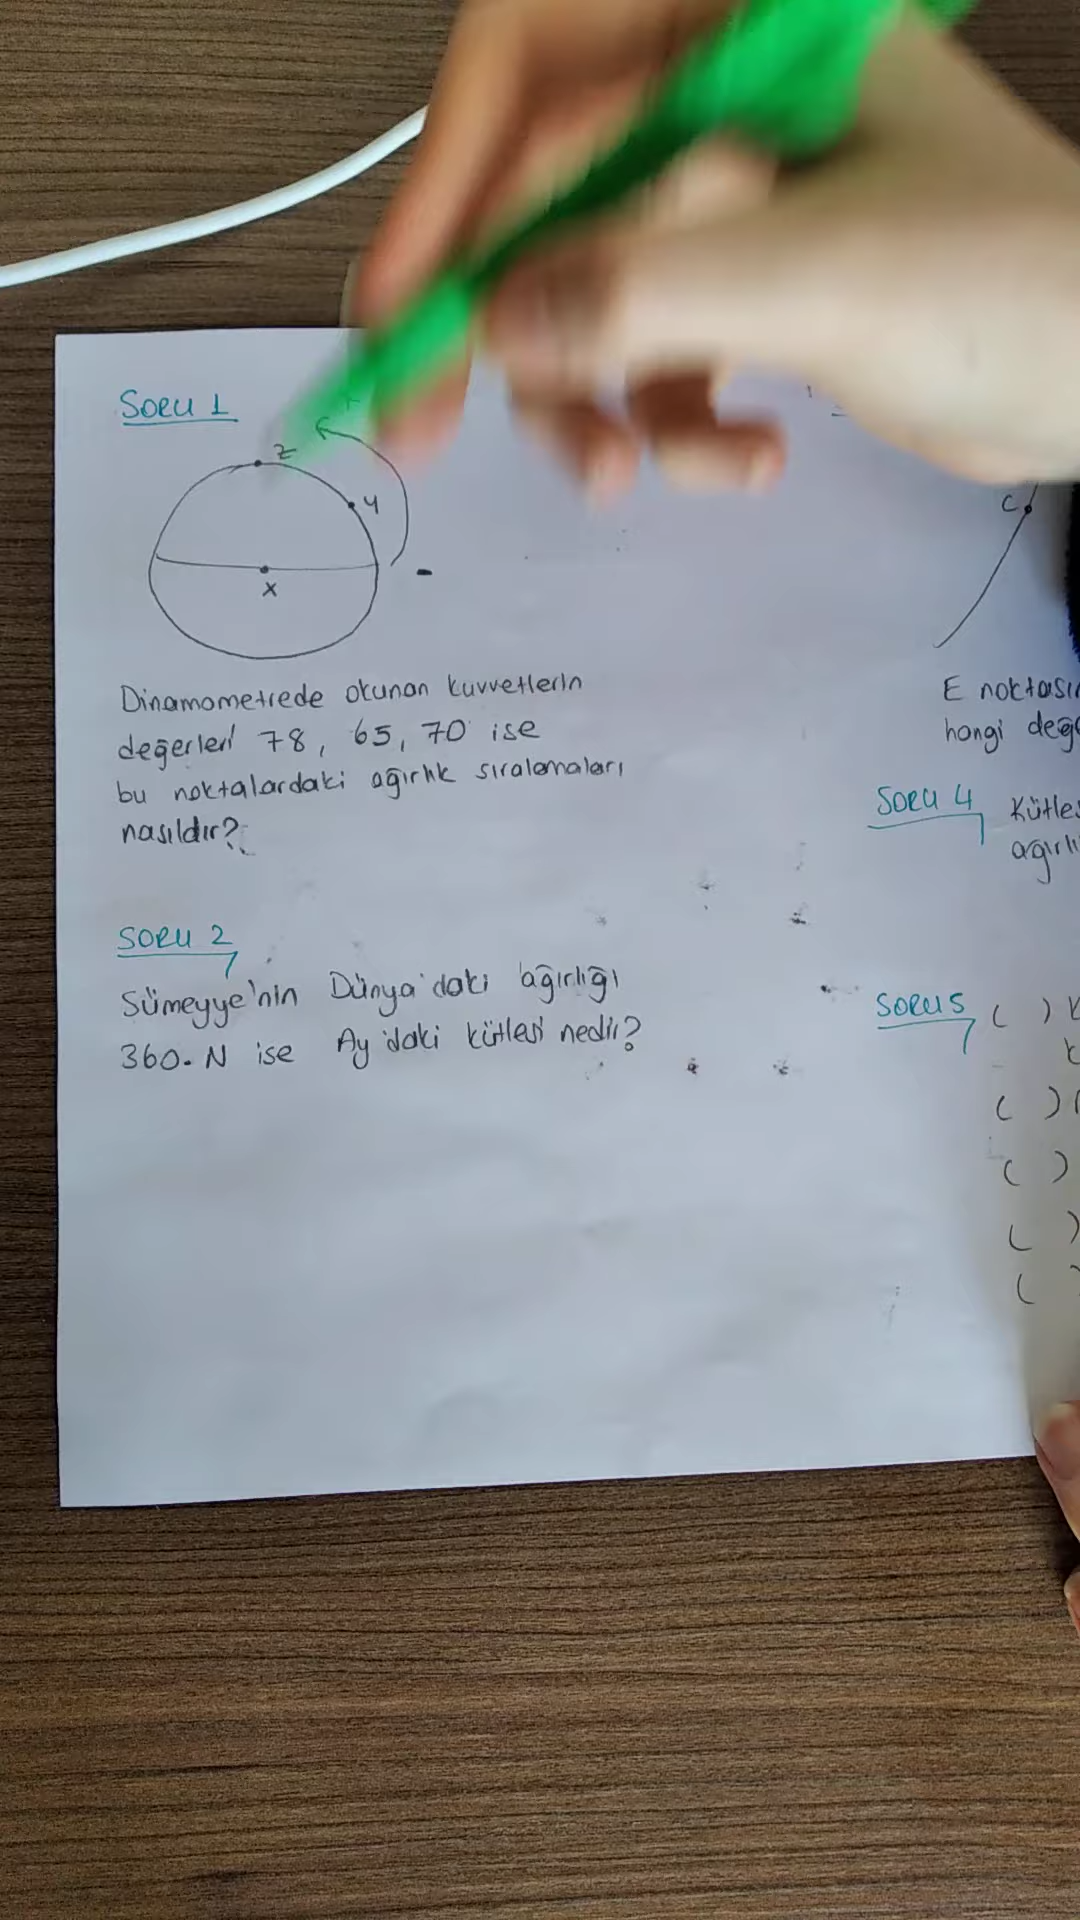 SORU 1
Z
Y
X
Dinamometrede okunan kuvvetlerin
değerleri 78, 65, 70 ise
bu noktalardaki ağırlık sıralamaları
nasıldır?
SORU 2
Sümeyye'nin Dünya'daki ağırlığı
360. N ise Ay'daki kütlesi nedir?
C
E
hangi
SORU 4
SORU 5 ( )
( )
( )
( )
(